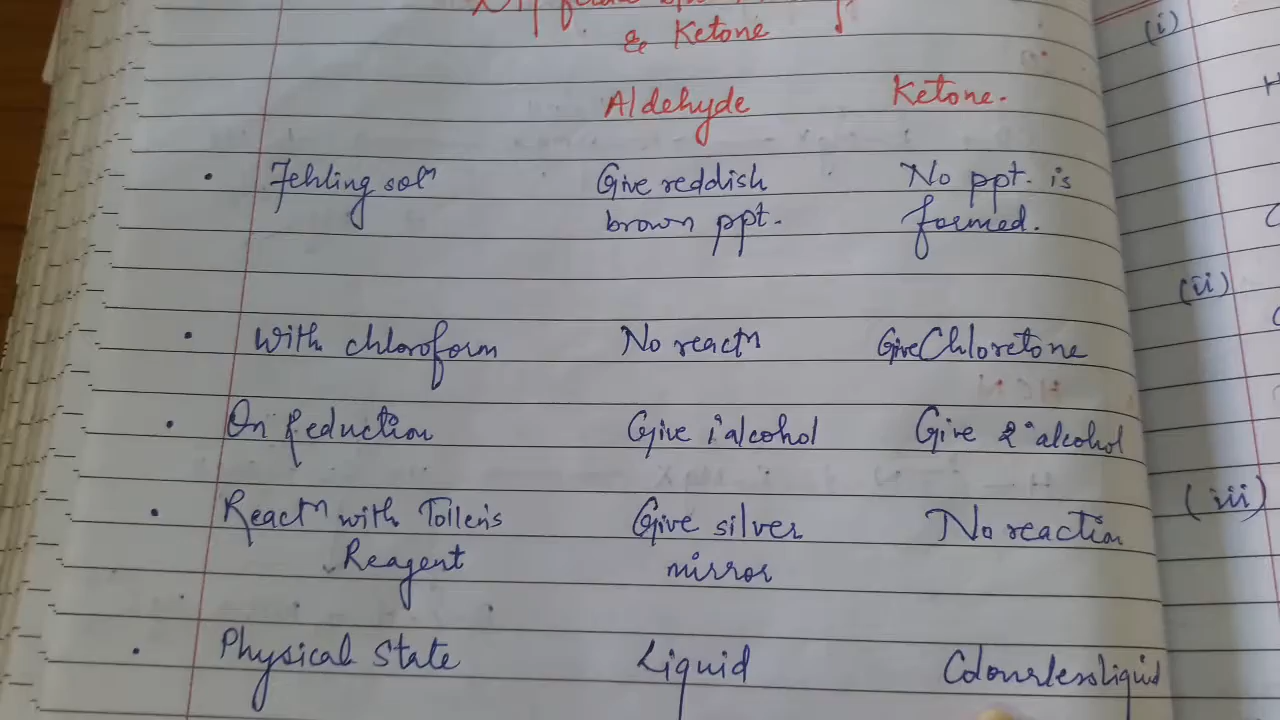 & Ketone
Aldehyde Ketone.
• Fehling solⁿ Give reddish No ppt. is
brown ppt. formed.
• With chloroform No reactⁿ Give Chloretone
• On Reduction Give 1°alcohol Give 2°alcohol
• Reactⁿ with Tollen's Give silver No reaction
Reagent mirror
• Physical State Liquid Colourless liquid
(i)
(ii)
(iii)